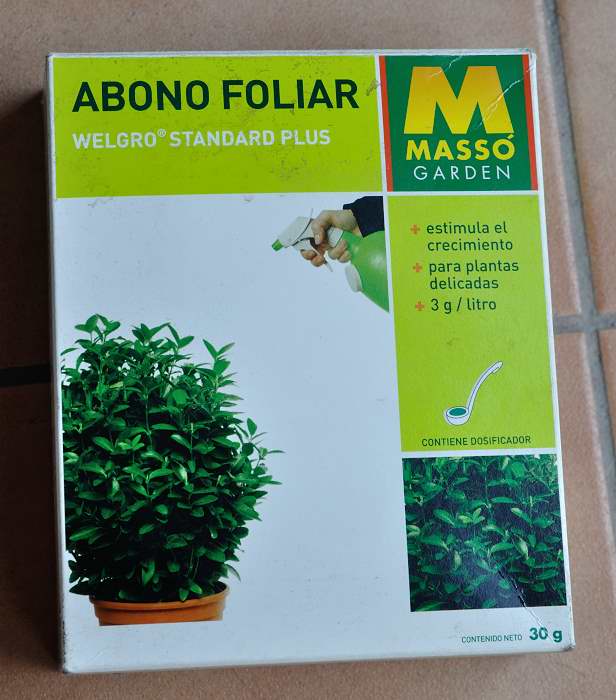 ABONO FOLIAR
WELGRO® STANDARD PLUS
M
MASSÓ
GARDEN
+ estimula el
crecimiento
+ para plantas
delicadas
+ 3 g / litro
CONTIENE DOSIFICADOR
CONTENIDO NETO 30 g